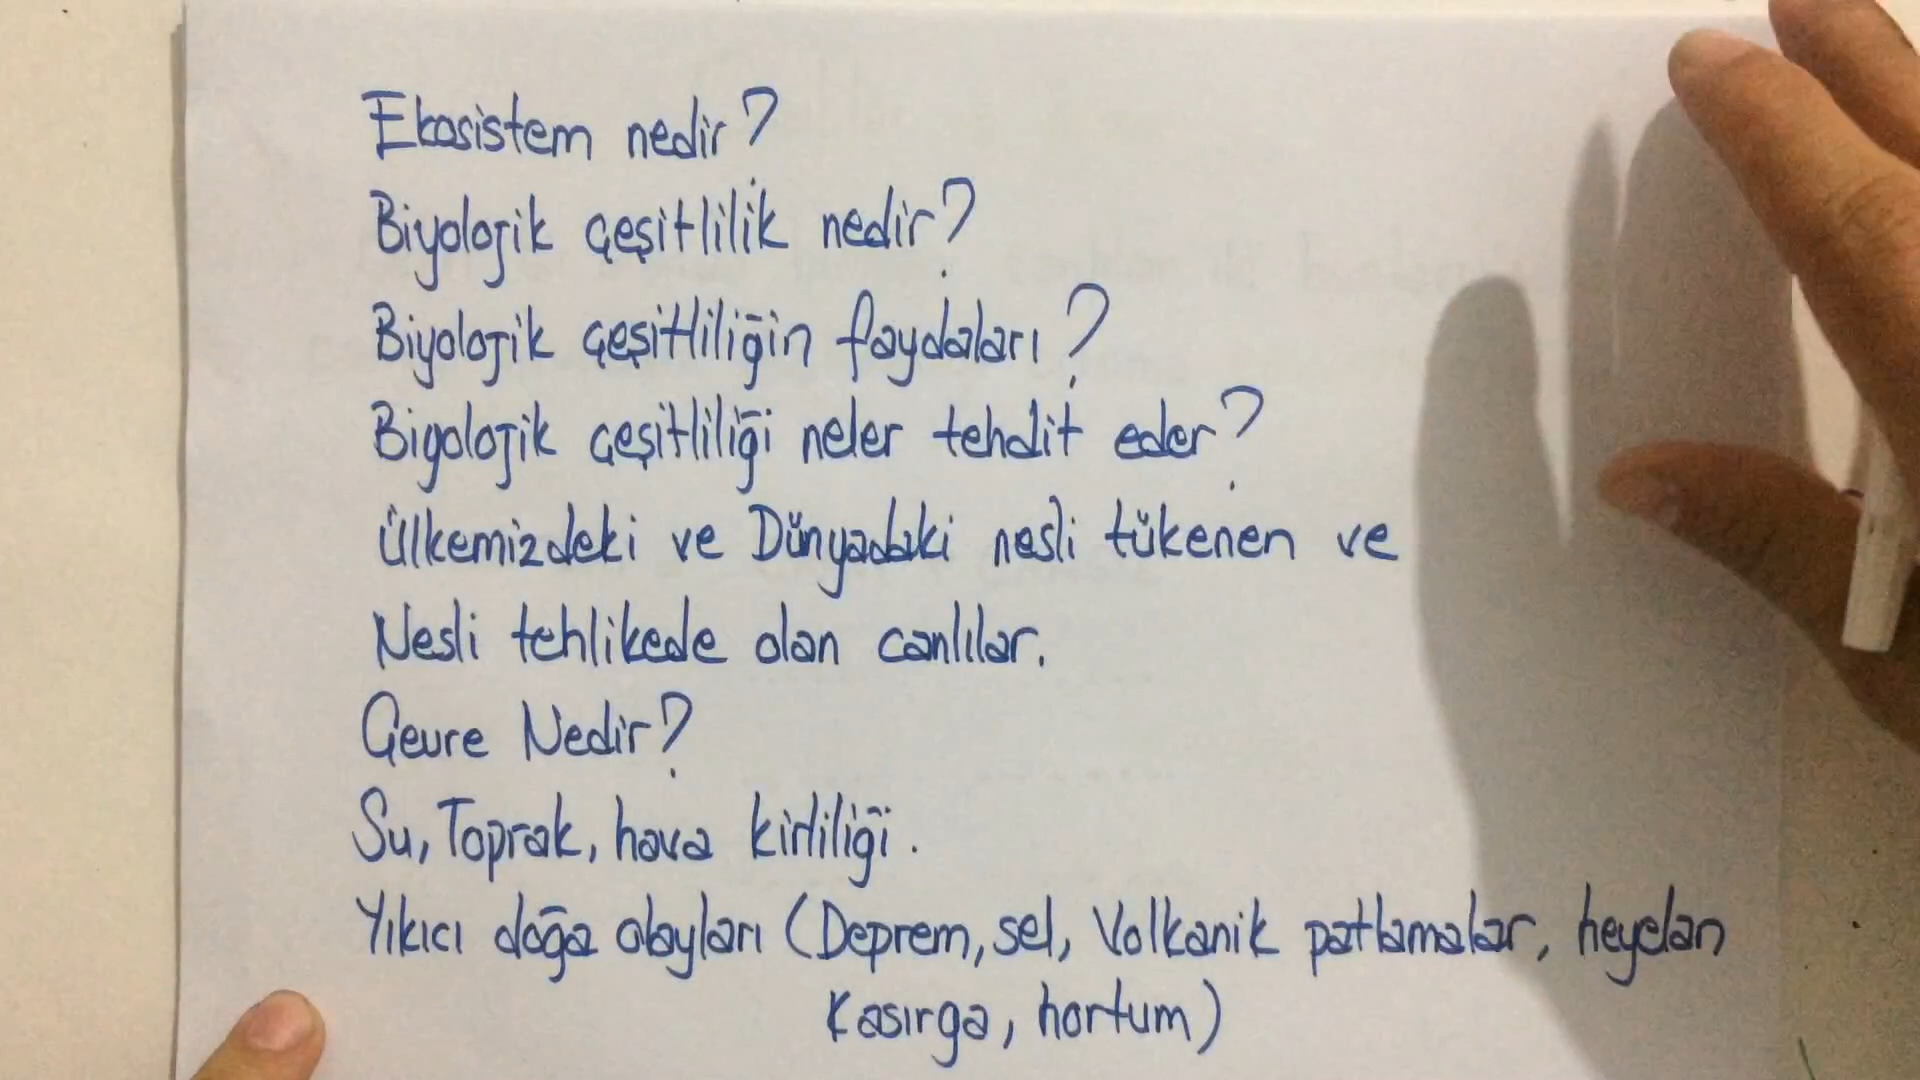 Ekosistem nedir?
Biyolojik çeşitlilik nedir?
Biyolojik çeşitliliğin faydaları?
Biyolojik çeşitliliği neler tehdit eder?
Ülkemizdeki ve Dünyadaki nesli tükenen ve
Nesli tehlikede olan canlılar.
Çevre Nedir?
Su, Toprak, hava kirliliği.
Yıkıcı doğa olayları (Deprem, sel, Volkanik patlamalar, heyelan
Kasırga, hortum)